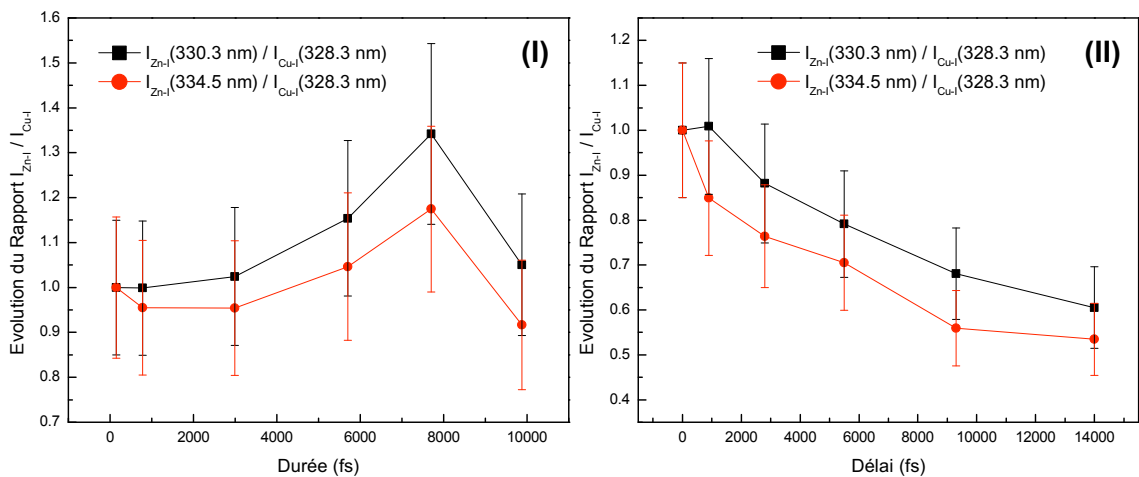 (I)
I_Zn-I(330.3 nm) / I_Cu-I(328.3 nm)
I_Zn-I(334.5 nm) / I_Cu-I(328.3 nm)
Evolution du Rapport I_Zn-I / I_Cu-I
1.6
1.5
1.4
1.3
1.2
1.1
1.0
0.9
0.8
0.7
0 2000 4000 6000 8000 10000
Durée (fs)
(II)
I_Zn-I(330.3 nm) / I_Cu-I(328.3 nm)
I_Zn-I(334.5 nm) / I_Cu-I(328.3 nm)
Evolution du Rapport I_Zn-I / I_Cu-I
1.2
1.1
1.0
0.9
0.8
0.7
0.6
0.5
0.4
0 2000 4000 6000 8000 10000 12000 14000
Délai (fs)